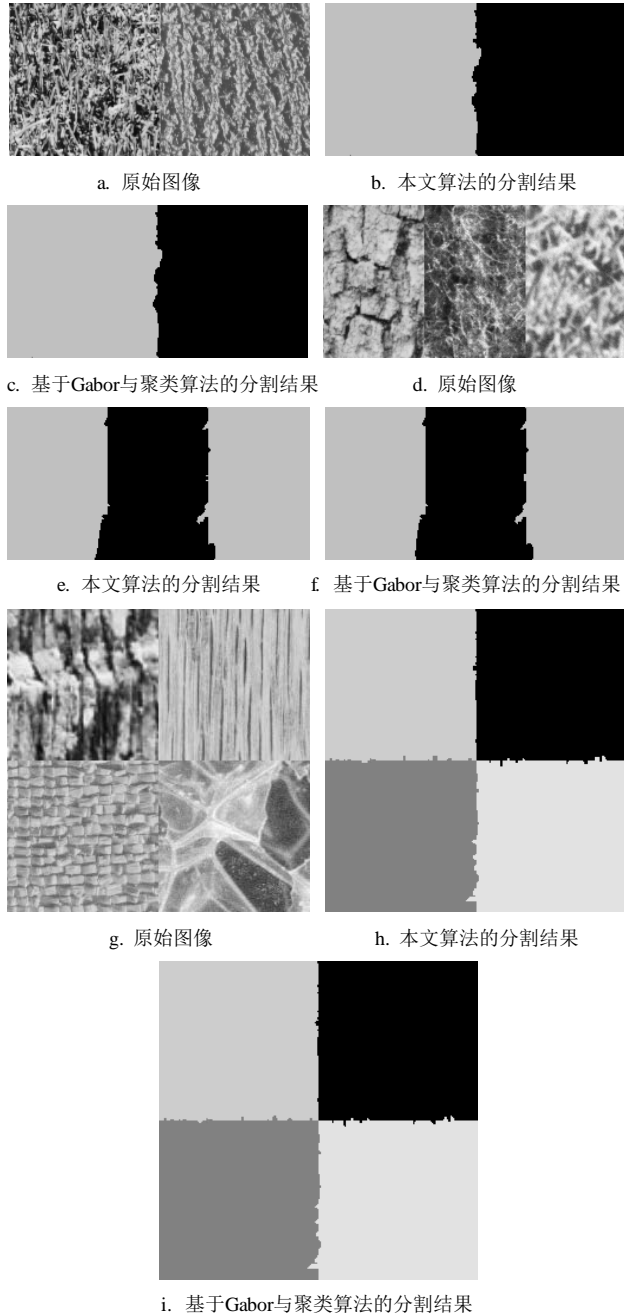 a. 原始图像
b. 本文算法的分割结果
c. 基于Gabor与聚类算法的分割结果
d. 原始图像
e. 本文算法的分割结果
f. 基于Gabor与聚类算法的分割结果
g. 原始图像
h. 本文算法的分割结果
i. 基于Gabor与聚类算法的分割结果